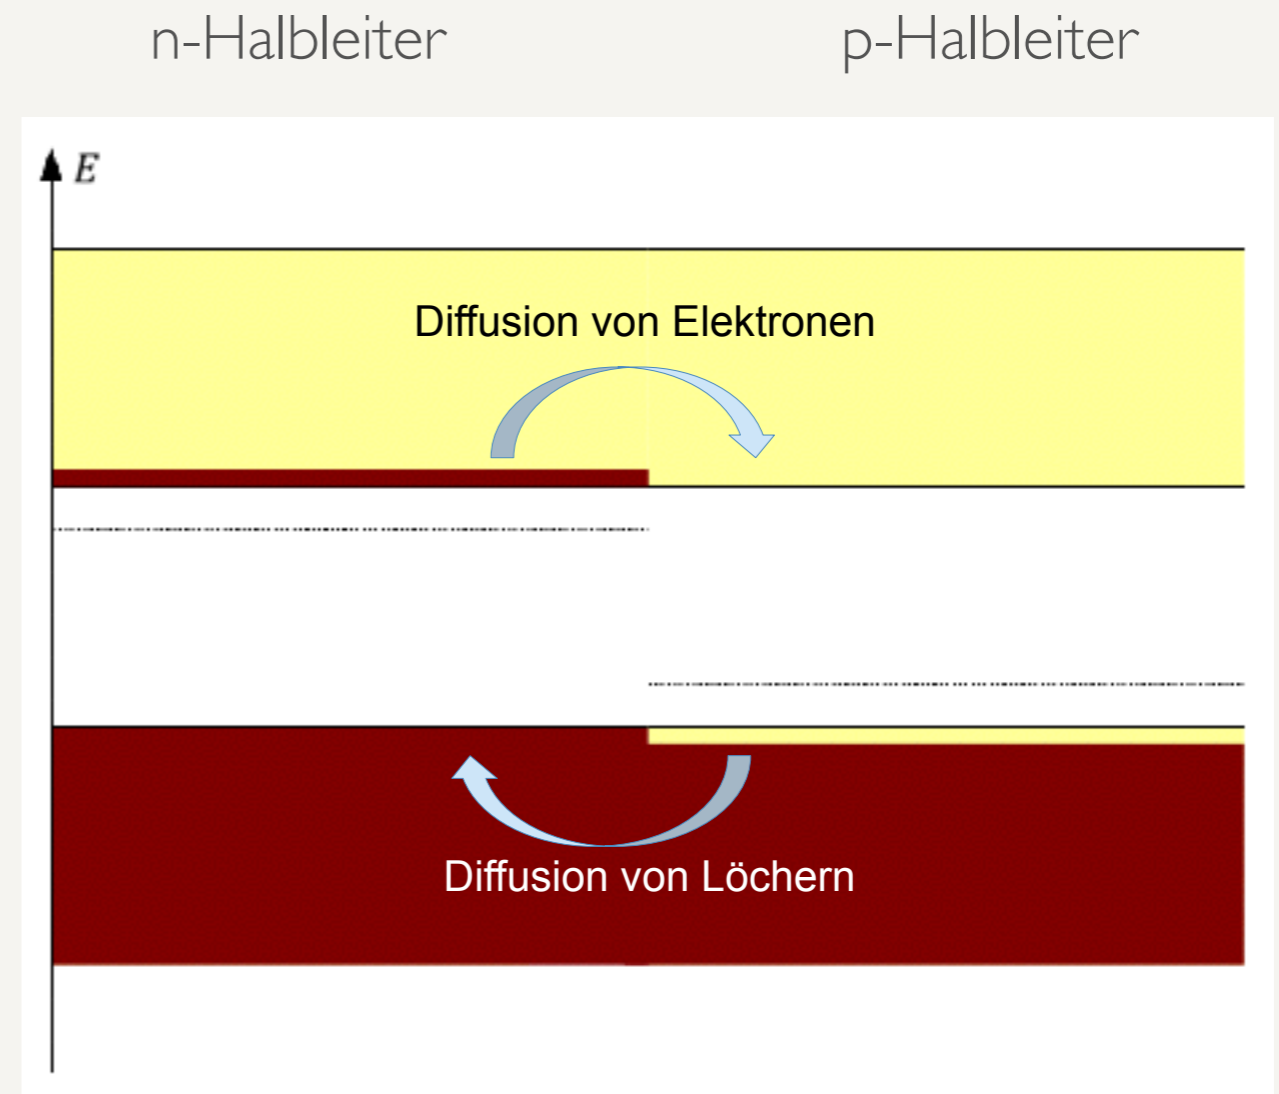 n-Halbleiter
p-Halbleiter
E
Diffusion von Elektronen
Diffusion von Löchern